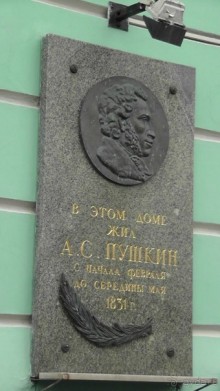 В ЭТОМ ДОМЕ
ЖИЛ
А.С. ПУШКИН
С НАЧАЛА ФЕВРАЛЯ
ДО СЕРЕДИНЫ МАЯ
1831 г.